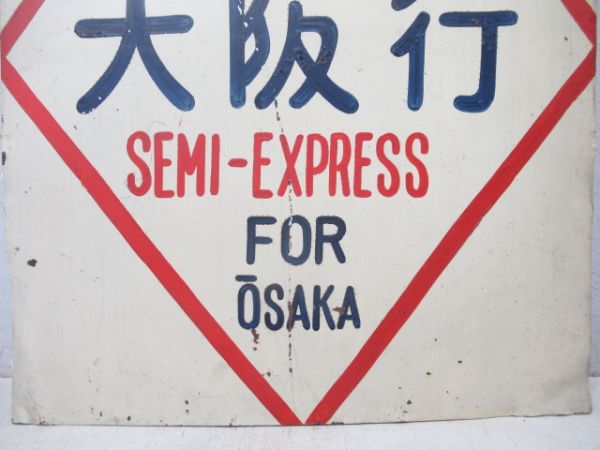 大阪行
SEMI-EXPRESS
FOR
ŌSAKA